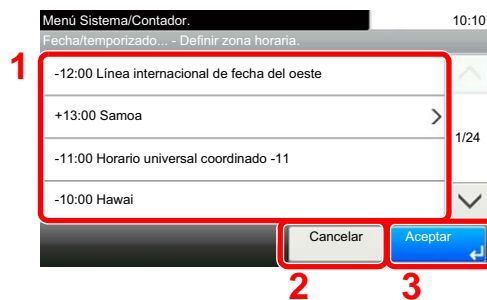 Menú Sistema/Contador.
10:10
Fecha/temporizado... - Definir zona horaria.
1
-12:00 Línea internacional de fecha del oeste
+13:00 Samoa
1/24
-11:00 Horario universal coordinado -11
-10:00 Hawai
Cancelar
Aceptar
2
3